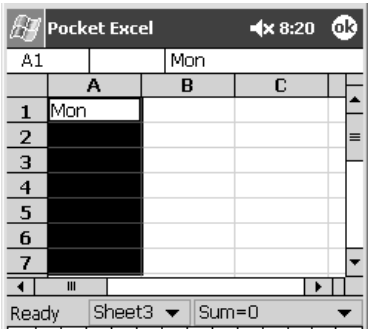 Pocket Excel 8:20 ok
A1 Mon
A B C
1 Mon
2
3
4
5
6
7
Ready Sheet3 Sum=0